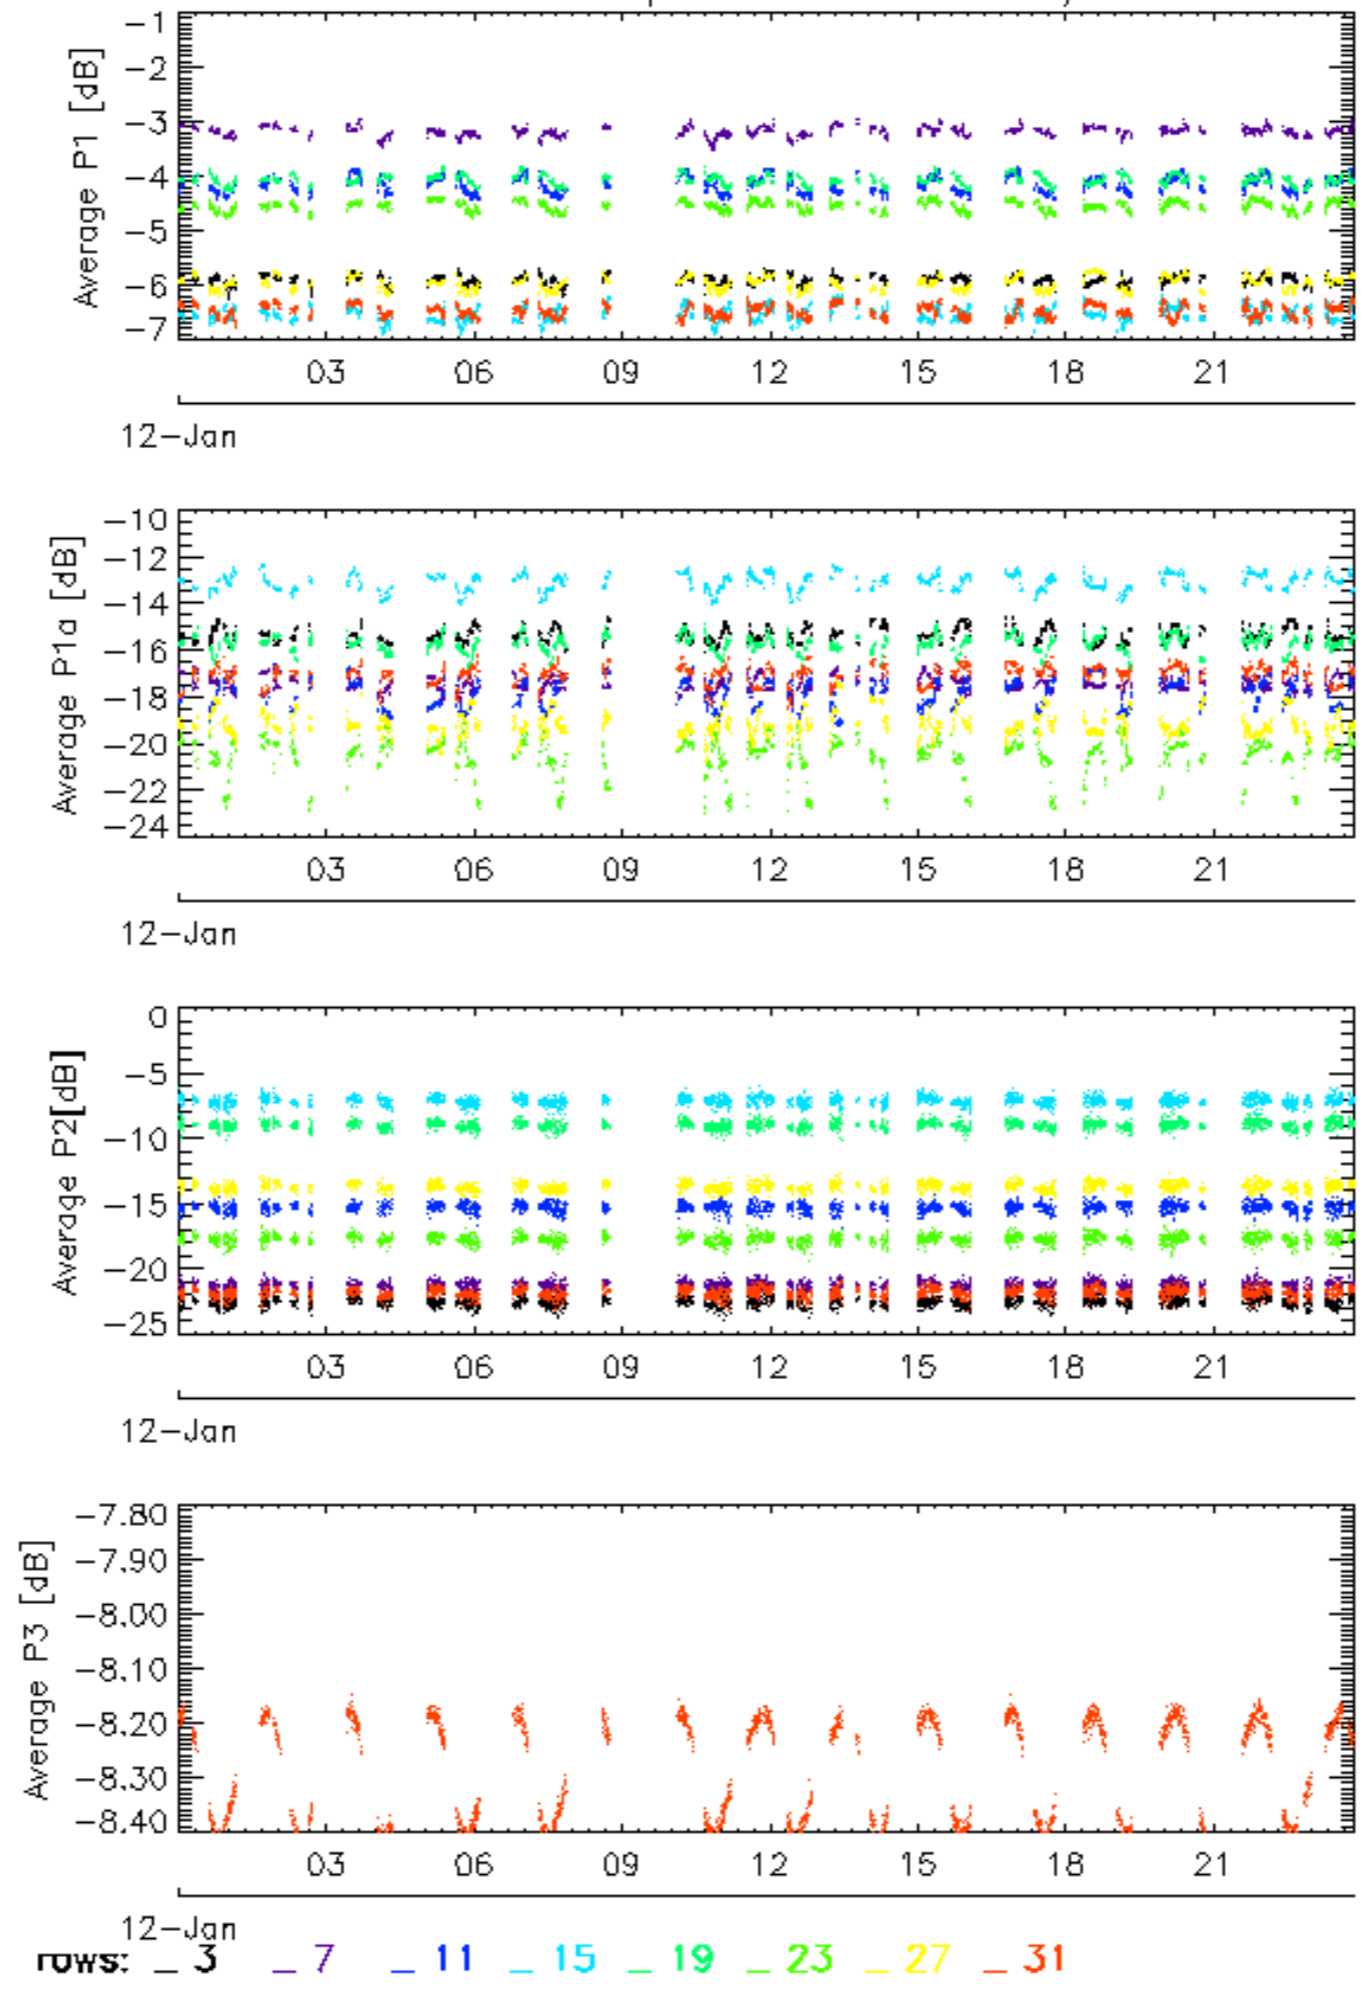 -1
-2
-3
-4
-5
-6
-7
Average P1 [dB]
03 06 09 12 15 18 21
12-Jan
-10
-12
-14
-16
-18
-20
-22
-24
Average P1a [dB]
03 06 09 12 15 18 21
12-Jan
0
-5
-10
-15
-20
-25
Average P2[dB]
03 06 09 12 15 18 21
12-Jan
-7.80
-7.90
-8.00
-8.10
-8.20
-8.30
-8.40
Average P3 [dB]
03 06 09 12 15 18 21
12-Jan
rows: _ 3 _ 7 _ 11 _ 15 _ 19 _ 23 _ 27 _ 31